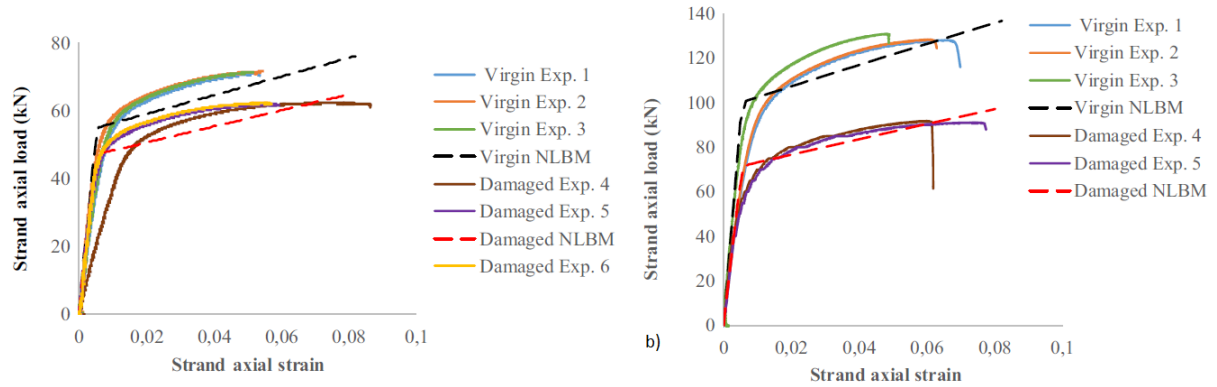 80
60
40
20
0
0
0,02
0,04
0,06
0,08
0,1
Strand axial load (kN)
Strand axial strain
Virgin Exp. 1
Virgin Exp. 2
Virgin Exp. 3
Virgin NLBM
Damaged Exp. 4
Damaged Exp. 5
Damaged NLBM
Damaged Exp. 6
b)
140
120
100
80
60
40
20
0
0
0,02
0,04
0,06
0,08
0,1
Strand axial load (kN)
Strand axial strain
Virgin Exp. 1
Virgin Exp. 2
Virgin Exp. 3
Virgin NLBM
Damaged Exp. 4
Damaged Exp. 5
Damaged NLBM